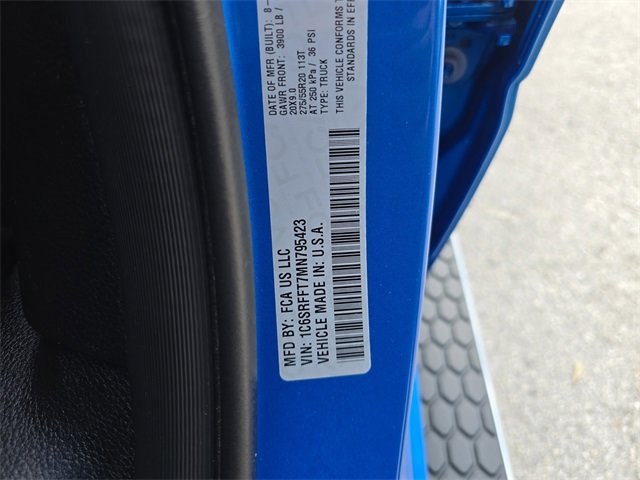 DATE OF MFR (BUILT): 8-
GAWR FRONT: 3900 LB /
20X9.0
275/55R20 113T
AT 250 kPa / 36 PSI
TYPE: TRUCK
THIS VEHICLE CONFORMS T
STANDARDS IN EFF
MFD BY: FCA US LLC
VIN: 1C6SRFFT7MN795423
VEHICLE MADE IN: U.S.A.